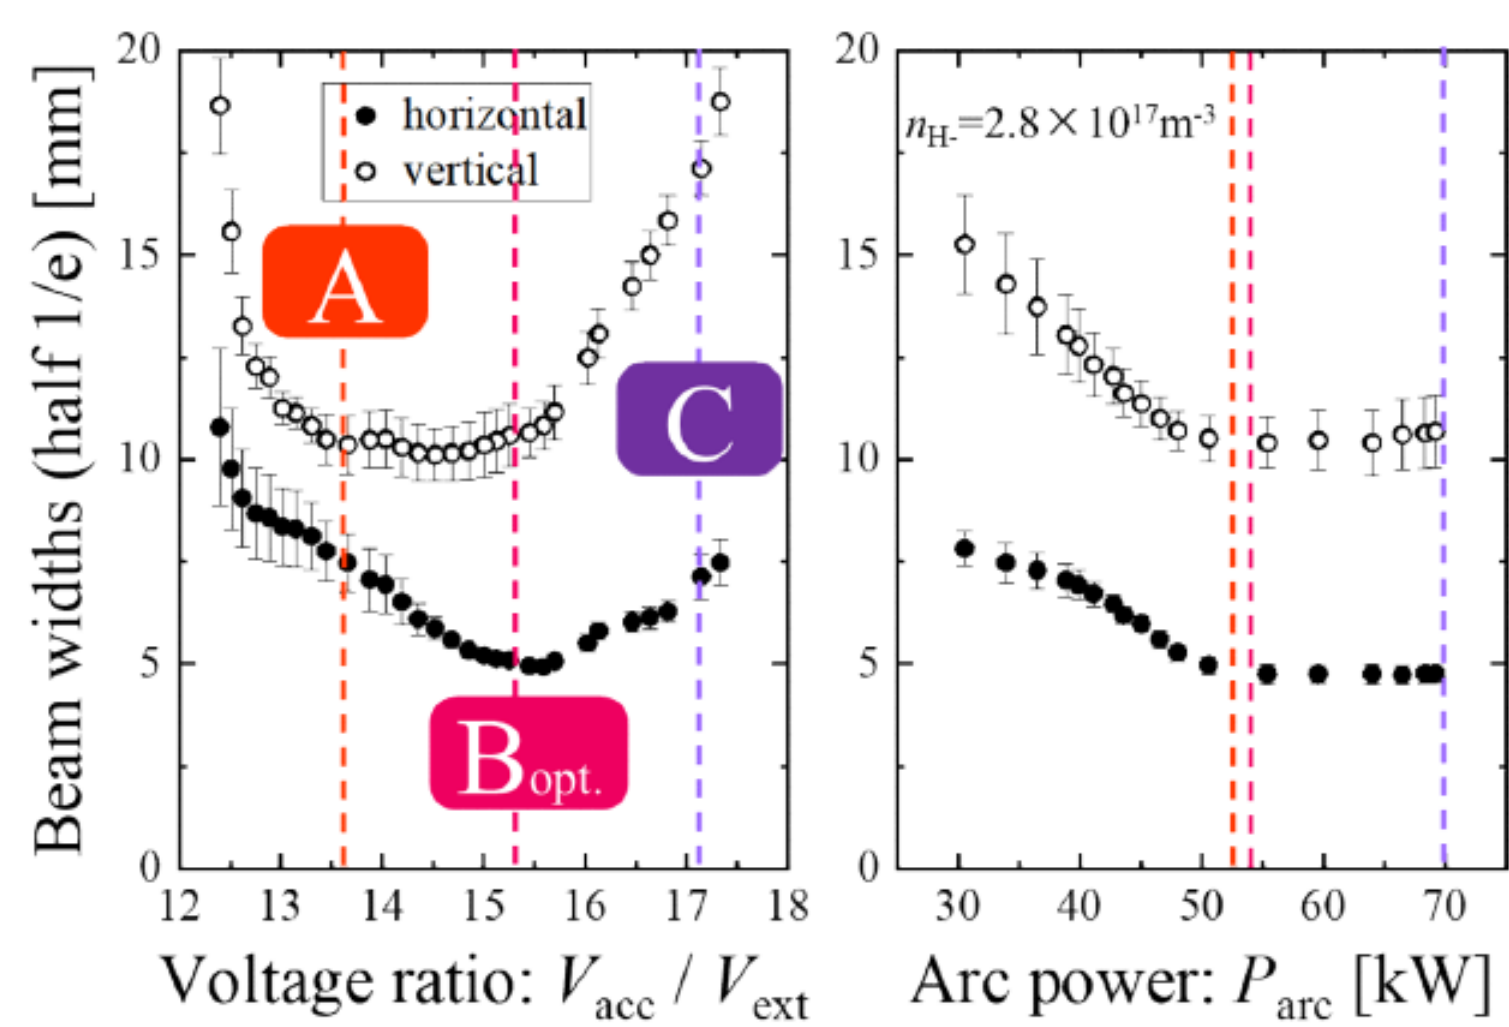 Beam widths (half 1/e) [mm]
20
15
10
5
0
horizontal
vertical
A
B opt.
C
12 13 14 15 16 17 18
Voltage ratio: Vacc / Vext
20
15
10
5
0
nH-=2.8×10¹⁷m⁻³
30 40 50 60 70
Arc power: Parc [kW]